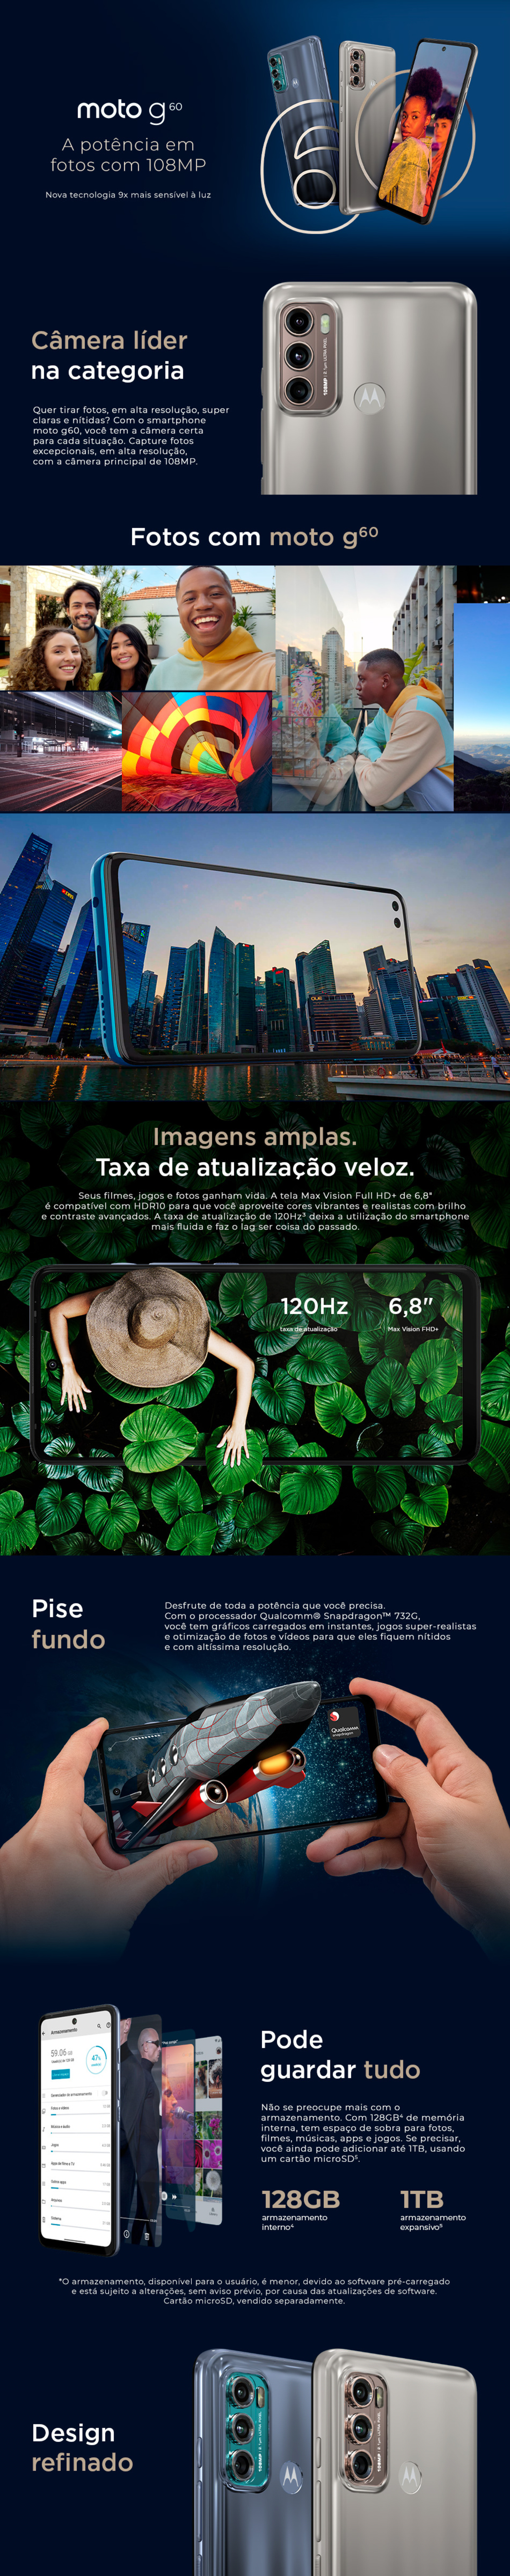 moto g 60
A potência em
fotos com 108MP
Nova tecnologia 9x mais sensível à luz
Câmera líder
na categoria
Quer tirar fotos, em alta resolução, super
claras e nítidas? Com o smartphone
moto g60, você tem a câmera certa
para cada situação. Capture fotos
excepcionais, em alta resolução,
com a câmera principal de 108MP.
108MP
Fotos com moto g60
Imagens amplas.
Taxa de atualização veloz.
Seus filmes, jogos e fotos ganham vida. A tela Max Vision Full HD+ de 6,8"
é compatível com HDR10 para que você aproveite cores vibrantes e realistas com brilho
e contraste avançados. A taxa de atualização de 120Hz³ deixa a utilização do smartphone
mais fluida e faz o lag ser coisa do passado.
120Hz 6,8"
taxa de atualização Max Vision FHD+
Pise
fundo
Desfrute de toda a potência que você precisa.
Com o processador Qualcomm® Snapdragon™ 732G,
você tem gráficos carregados em instantes, jogos super-realistas
e otimização de fotos e vídeos para que eles fiquem nítidos
e com altíssima resolução.
Qualcomm
snapdragon
Armazenamento
59.06 GB
47%
Pode
guardar tudo
Não se preocupe mais com o
armazenamento. Com 128GB⁴ de memória
interna, tem espaço de sobra para fotos,
filmes, músicas, apps e jogos. Se precisar,
você ainda pode adicionar até 1TB, usando
um cartão microSD⁵.
128GB 1TB
armazenamento armazenamento
interno⁴ expansivo⁵
*O armazenamento, disponível para o usuário, é menor, devido ao software pré-carregado
e está sujeito a alterações, sem aviso prévio, por causa das atualizações de software.
Cartão microSD, vendido separadamente.
Design
refinado
108MP
108MP